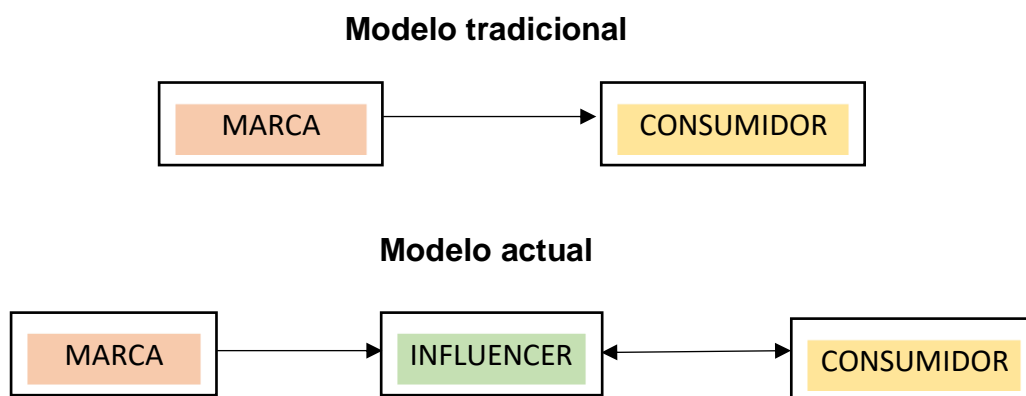 Modelo tradicional
MARCA
CONSUMIDOR
Modelo actual
MARCA
INFLUENCER
CONSUMIDOR